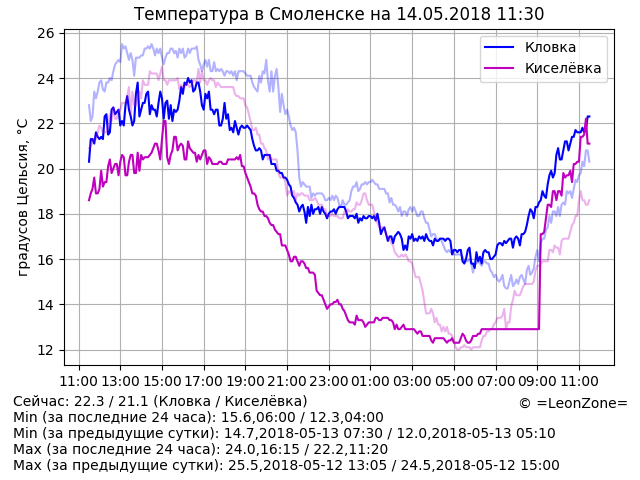 Температура в Смоленске на 14.05.2018 11:30
градусов Цельсия, °C
26
24
22
20
18
16
14
12
Кловка
Киселёвка
11:00 13:00 15:00 17:00 19:00 21:00 23:00 01:00 03:00 05:00 07:00 09:00 11:00
Сейчас: 22.3 / 21.1 (Кловка / Киселёвка)
© =LeonZone=
Min (за последние 24 часа): 15.6,06:00 / 12.3,04:00
Min (за предыдущие сутки): 14.7,2018-05-13 07:30 / 12.0,2018-05-13 05:10
Max (за последние 24 часа): 24.0,16:15 / 22.2,11:20
Max (за предыдущие сутки): 25.5,2018-05-12 13:05 / 24.5,2018-05-12 15:00